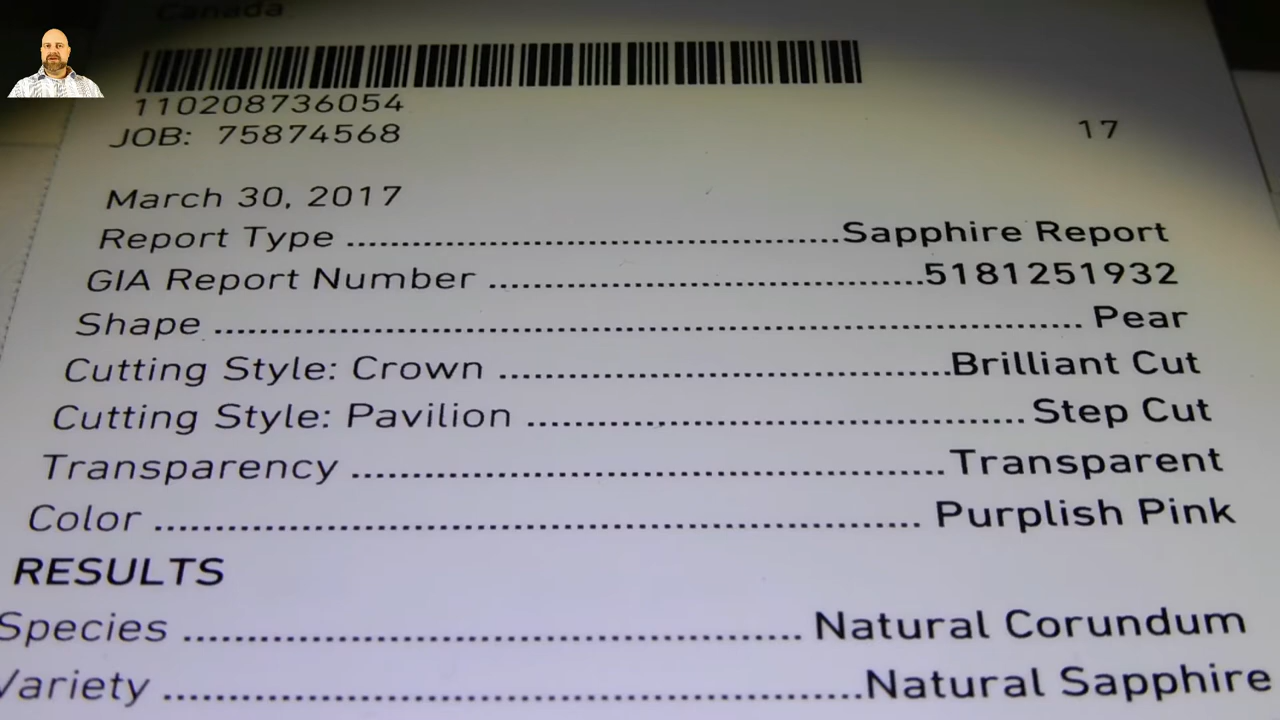 Canada
110208736054
JOB: 75874568
17
March 30, 2017
Report Type ........................................................Sapphire Report
GIA Report Number ..................................................5181251932
Shape ........................................................................... Pear
Cutting Style: Crown ..............................................Brilliant Cut
Cutting Style: Pavilion .................................................. Step Cut
Transparency ........................................................Transparent
Color ........................................................................ Purplish Pink
RESULTS
Species ............................................................ Natural Corundum
Variety ..............................................................Natural Sapphire